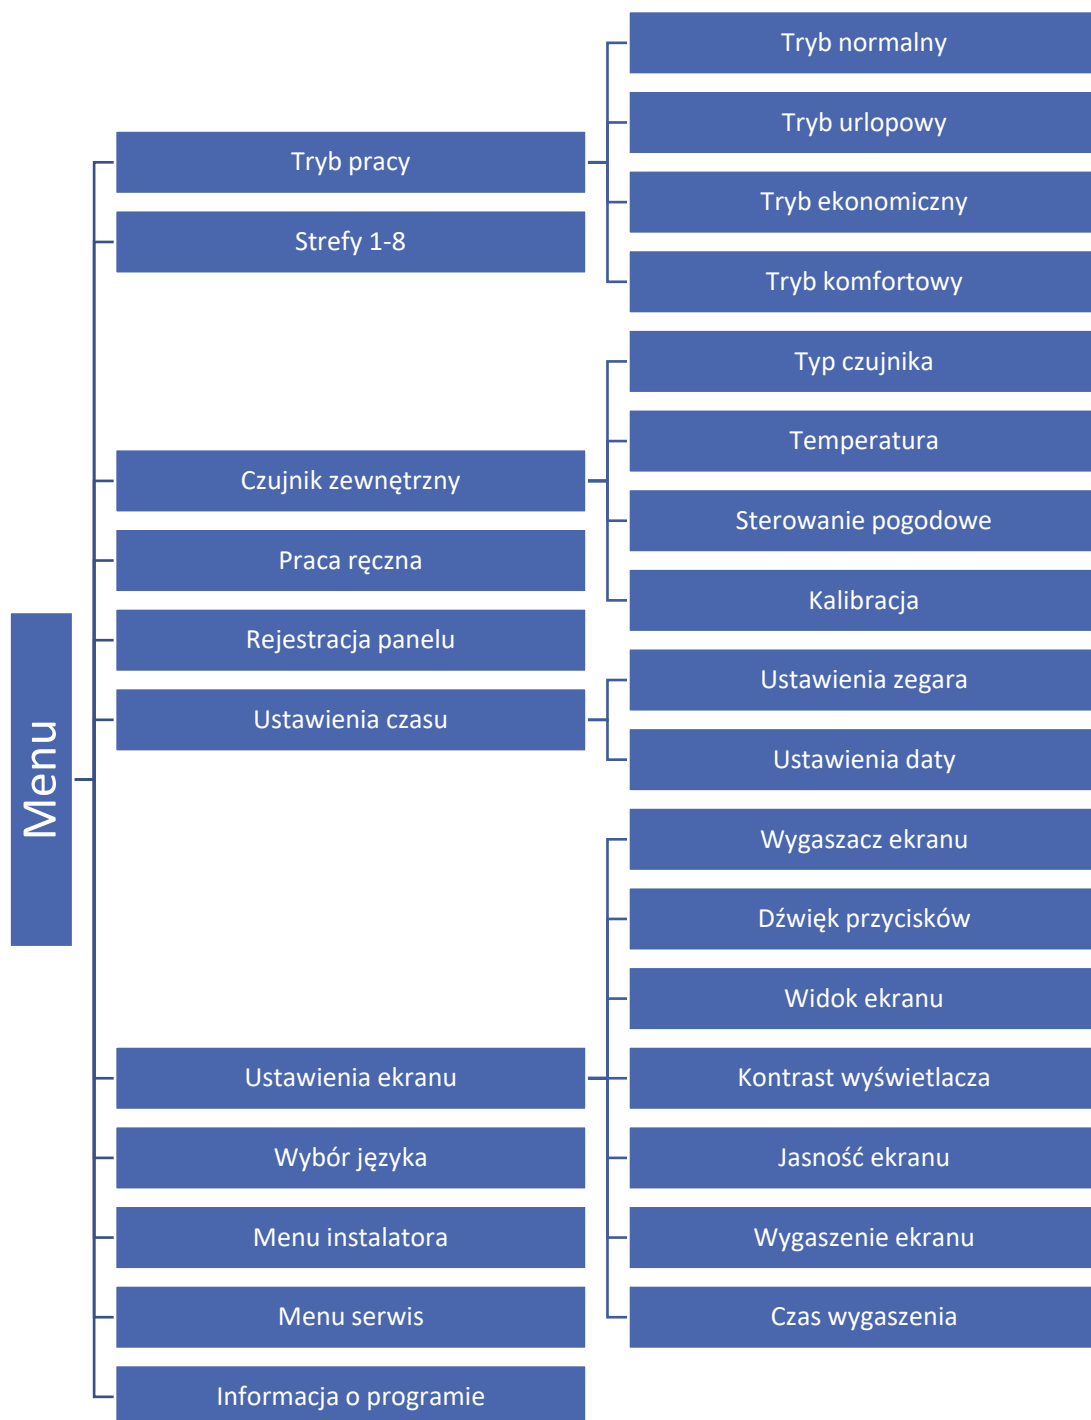 Menu
Tryb pracy
Tryb normalny
Tryb urlopowy
Tryb ekonomiczny
Tryb komfortowy
Strefy 1-8
Czujnik zewnętrzny
Typ czujnika
Temperatura
Sterowanie pogodowe
Kalibracja
Praca ręczna
Rejestracja panelu
Ustawienia czasu
Ustawienia zegara
Ustawienia daty
Ustawienia ekranu
Wygaszacz ekranu
Dźwięk przycisków
Widok ekranu
Kontrast wyświetlacza
Jasność ekranu
Wygaszenie ekranu
Czas wygaszenia
Wybór języka
Menu instalatora
Menu serwis
Informacja o programie